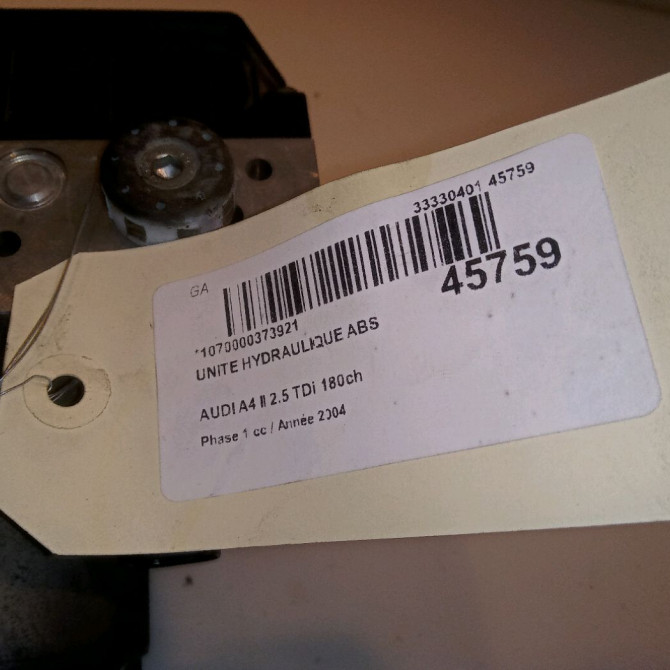 33330401 45759
GA
45759
*1070000373921
UNITE HYDRAULIQUE ABS
AUDI A4 II 2.5 TDi 180ch
Phase 1 cc / Année 2004